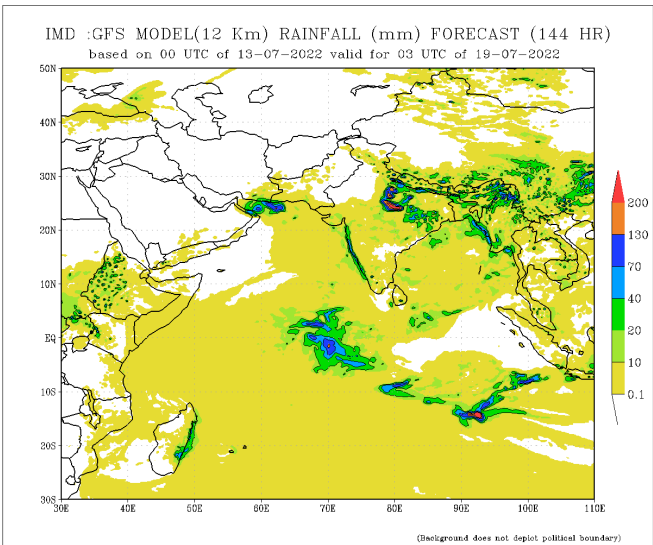 IMD :GFS MODEL(12 Km) RAINFALL (mm) FORECAST (144 HR)
based on 00 UTC of 13-07-2022 valid for 03 UTC of 19-07-2022
50N
40N
30N
20N
10N
EQ
10S
20S
30S
30E 40E 50E 60E 70E 80E 90E 100E 110E
200
130
70
40
20
10
0.1
(Background does not depict political boundary)